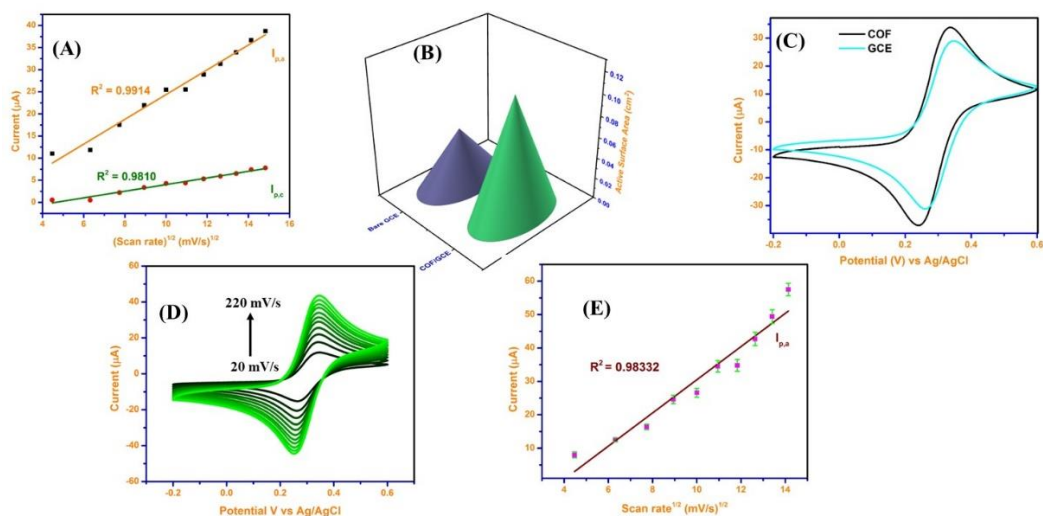 (A)
I_p,a
R² = 0.9914
R² = 0.9810
I_p,c
Current (μA)
40
35
30
25
20
15
10
5
0
4 6 8 10 12 14 16
(Scan rate)^1/2 (mV/s)^1/2
(B)
Active Surface Area (cm²)
0.12
0.10
0.08
0.06
0.04
0.02
0.00
Bare GCE
COF/GCE
(C)
COF
GCE
Current (μA)
30
20
10
0
-10
-20
-30
-0.2 0.0 0.2 0.4 0.6
Potential (V) vs Ag/AgCl
(D)
220 mV/s
20 mV/s
Current (μA)
60
40
20
0
-20
-40
-60
-0.2 0.0 0.2 0.4 0.6
Potential V vs Ag/AgCl
(E)
I_p,a
R² = 0.98332
Current (μA)
60
50
40
30
20
10
4 6 8 10 12 14
Scan rate^1/2 (mV/s)^1/2